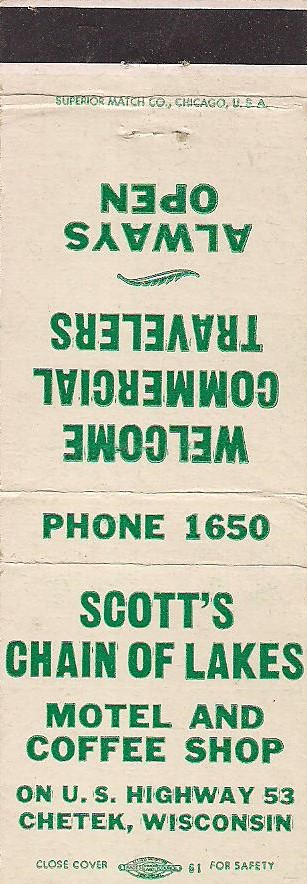 SUPERIOR MATCH CO., CHICAGO, U.S.A.
WELCOME
COMMERCIAL
TRAVELERS
ALWAYS
OPEN
PHONE 1650
SCOTT'S
CHAIN OF LAKES
MOTEL AND
COFFEE SHOP
ON U. S. HIGHWAY 53
CHETEK, WISCONSIN
CLOSE COVER 61 FOR SAFETY